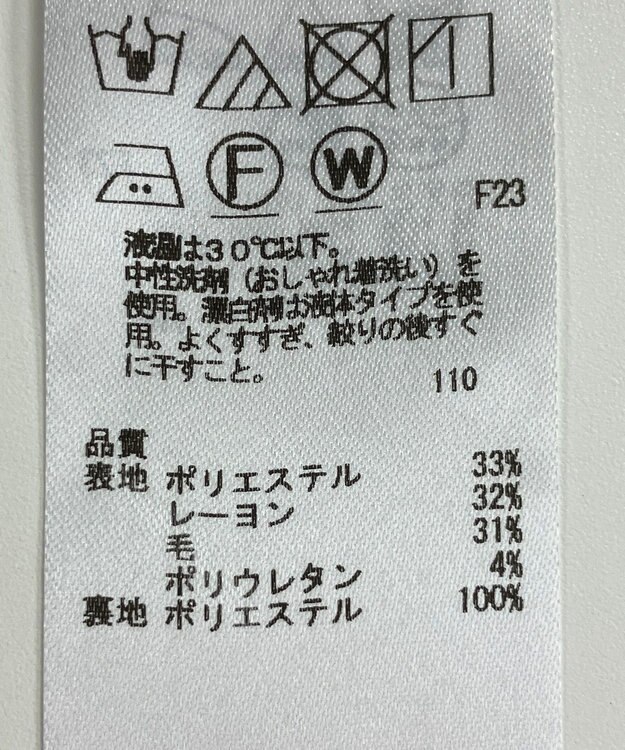 F W F23
液温は30℃以下。
中性洗剤（おしゃれ着洗い）を
使用。漂白剤は液体タイプを使
用。よくすすぎ、絞りの後すぐ
に干すこと。
110
品質
表地 ポリエステル 33%
レーヨン 32%
毛 31%
ポリウレタン 4%
裏地 ポリエステル 100%